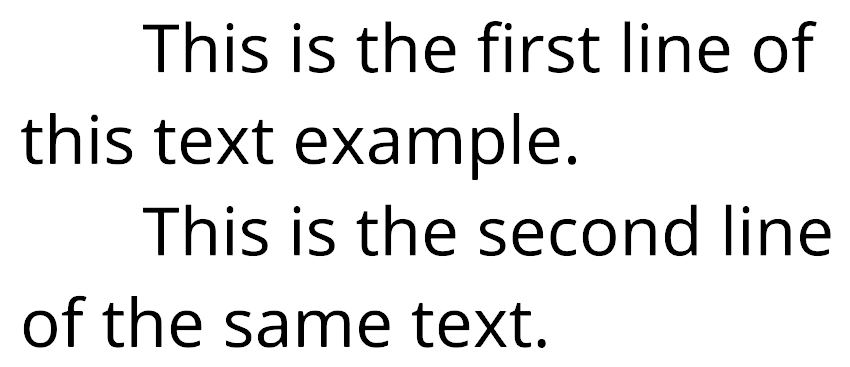 This is the first line of
this text example.
This is the second line
of the same text.